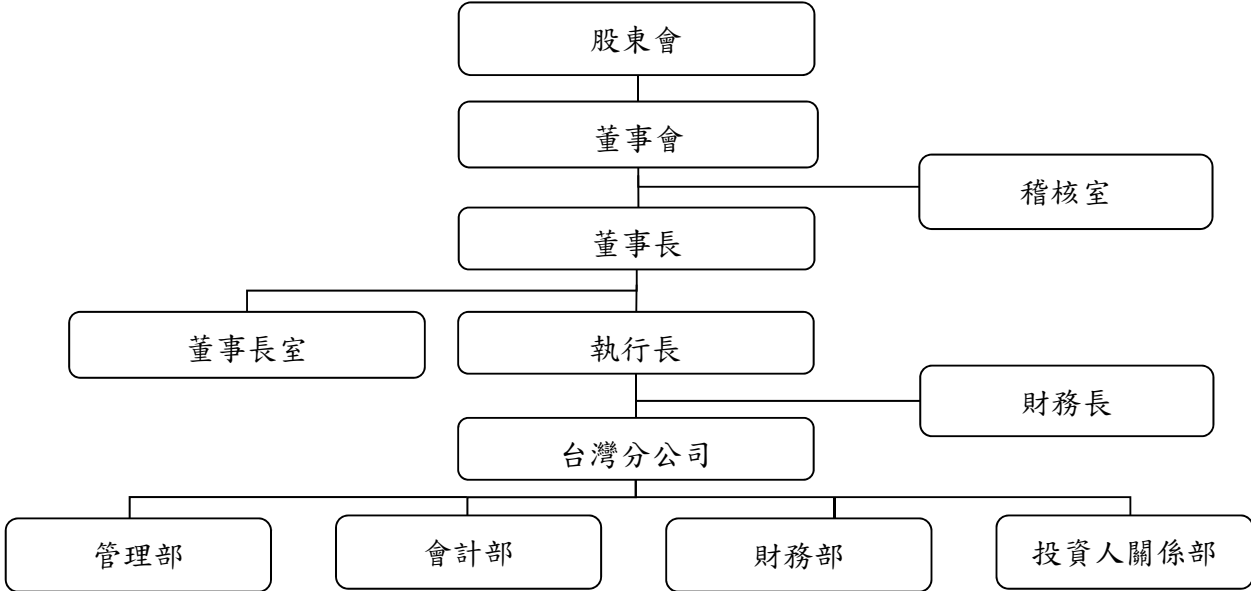 股東會
董事會
稽核室
董事長
董事長室
執行長
財務長
台灣分公司
管理部
會計部
財務部
投資人關係部